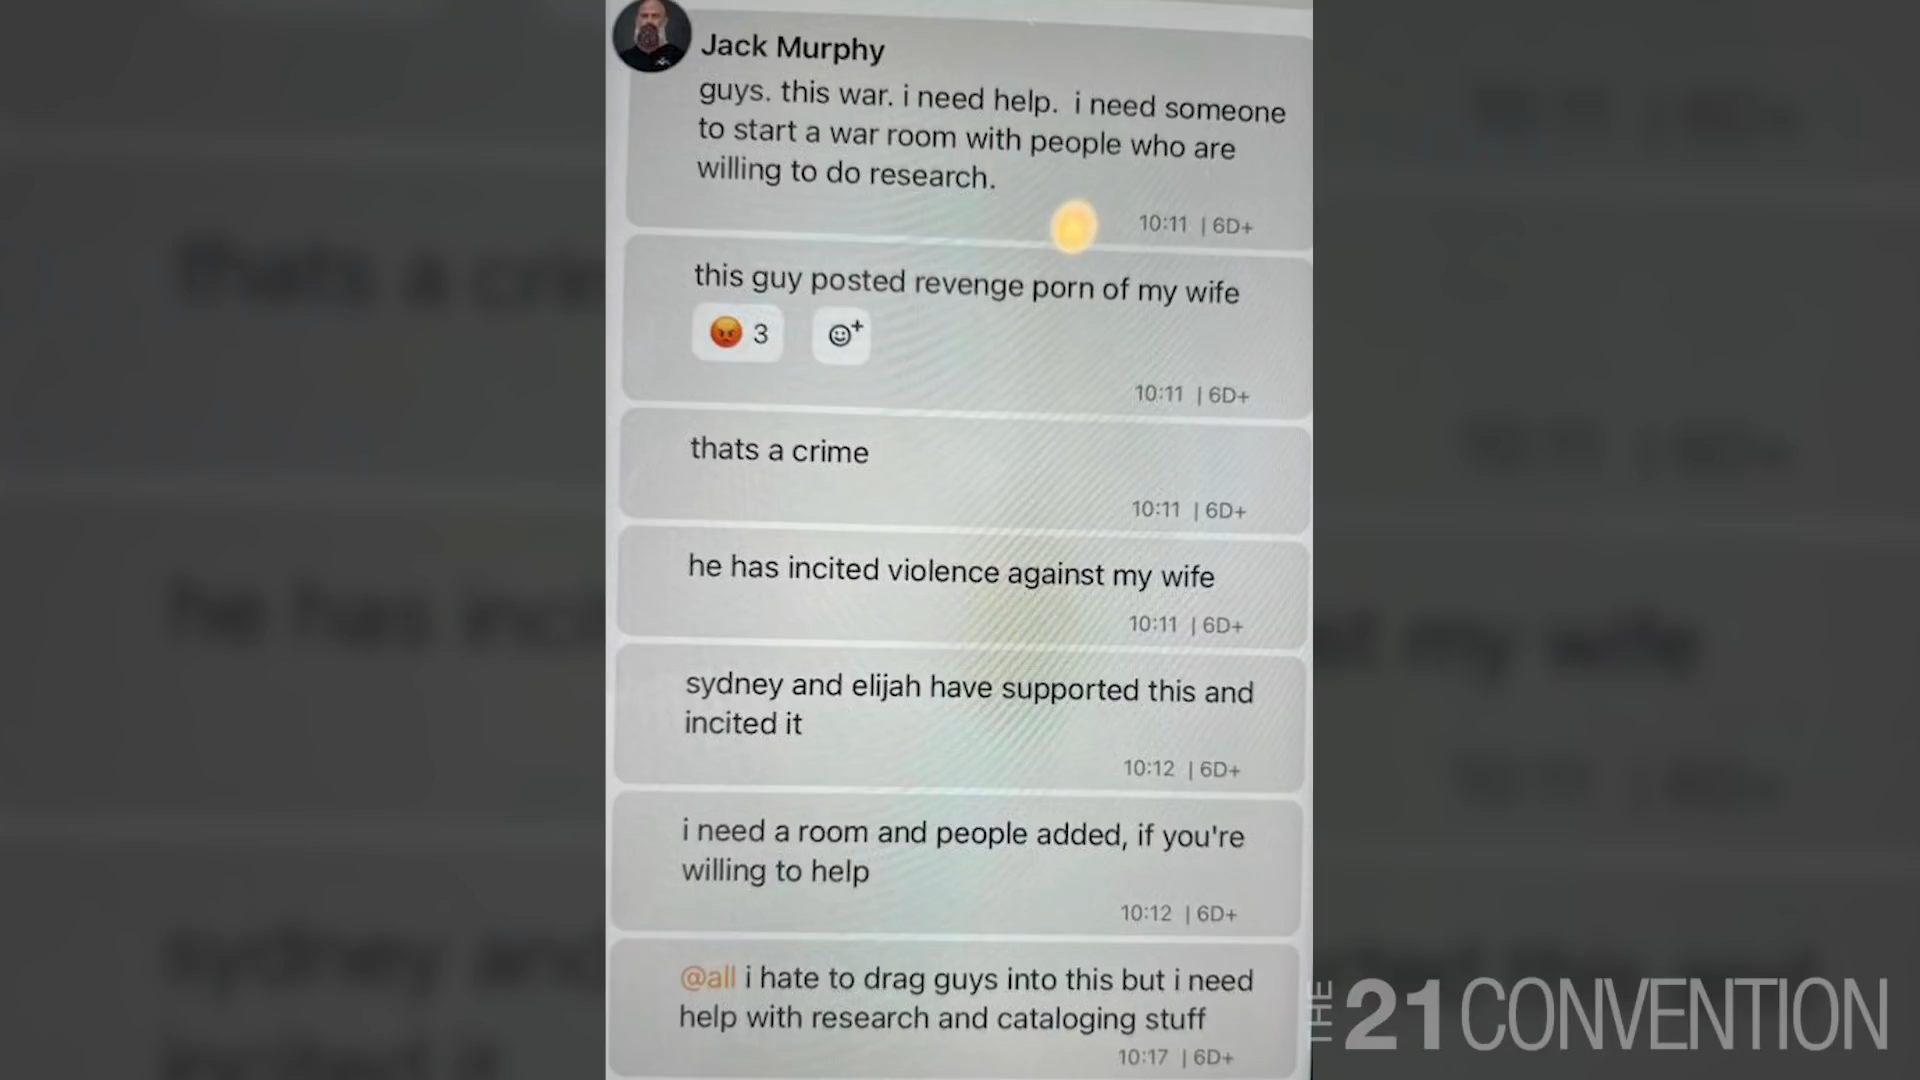 Jack Murphy
guys. this war. i need help. i need someone
to start a war room with people who are
willing to do research.
10:11 | 6D+
this guy posted revenge porn of my wife
3
10:11 | 6D+
thats a crime
10:11 | 6D+
he has incited violence against my wife
10:11 | 6D+
sydney and elijah have supported this and
incited it
10:12 | 6D+
i need a room and people added, if you're
willing to help
10:12 | 6D+
@all i hate to drag guys into this but i need
help with research and cataloging stuff
10:17 | 6D+
THE 21 CONVENTION